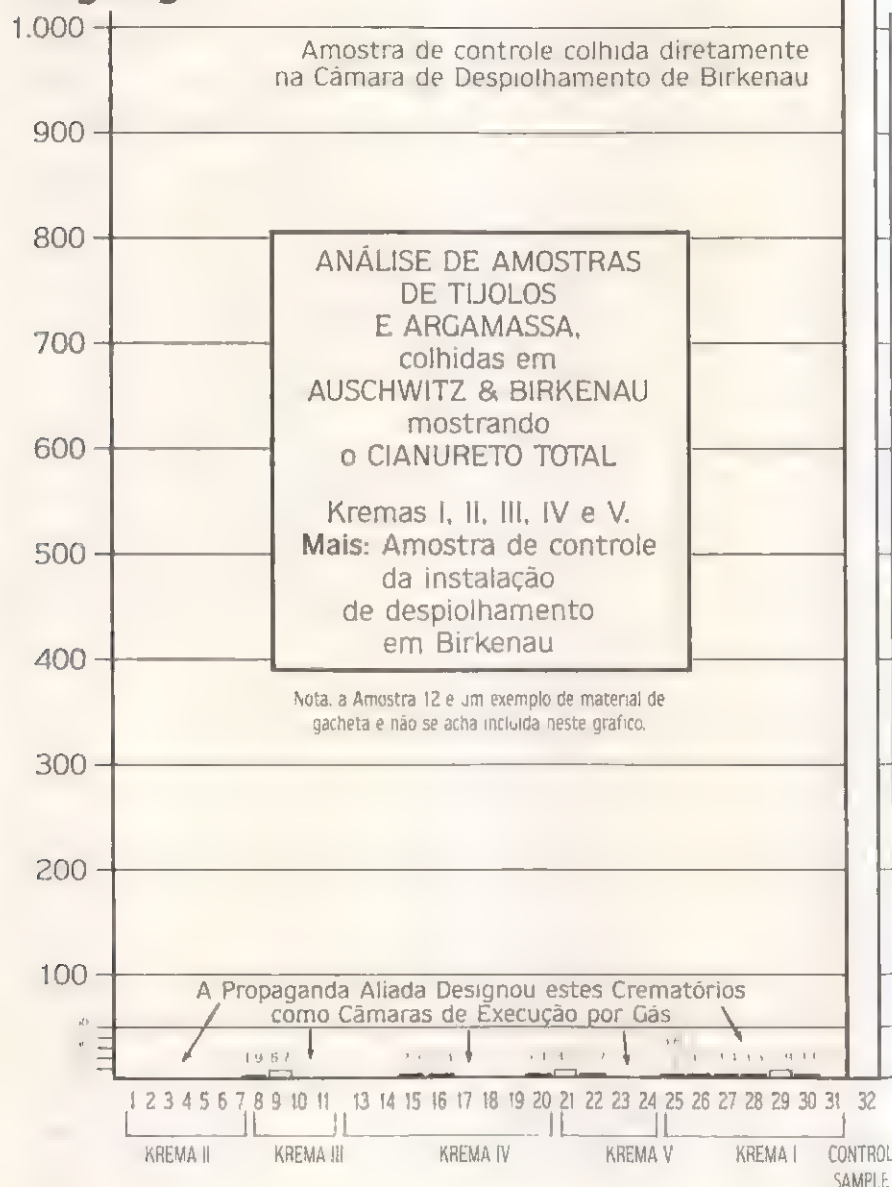 1.000
Amostra de controle colhida diretamente
na Câmara de Despiolhamento de Birkenau
900
800
ANÁLISE DE AMOSTRAS
DE TIJOLOS
E ARGAMASSA,
colhidas em
AUSCHWITZ & BIRKENAU
mostrando
o CIANURETO TOTAL
Kremas I, II, III, IV e V.
Mais: Amostra de controle
da instalação
de despiolhamento
em Birkenau
700
600
500
400
Nota. a Amostra 12 e um exemplo de material de
gacheta e não se acha incluida neste grafico.
300
200
100
A Propaganda Aliada Designou estes Crematórios
como Câmaras de Execução por Gás
1 9 6 7
1 2 3 4 5 6 7 8 9 10 11 13 14 15 16 17 18 19 20 21 22 23 24 25 26 27 28 29 30 31 32
KREMA II KREMA III KREMA IV KREMA V KREMA I CONTROL
SAMPLE